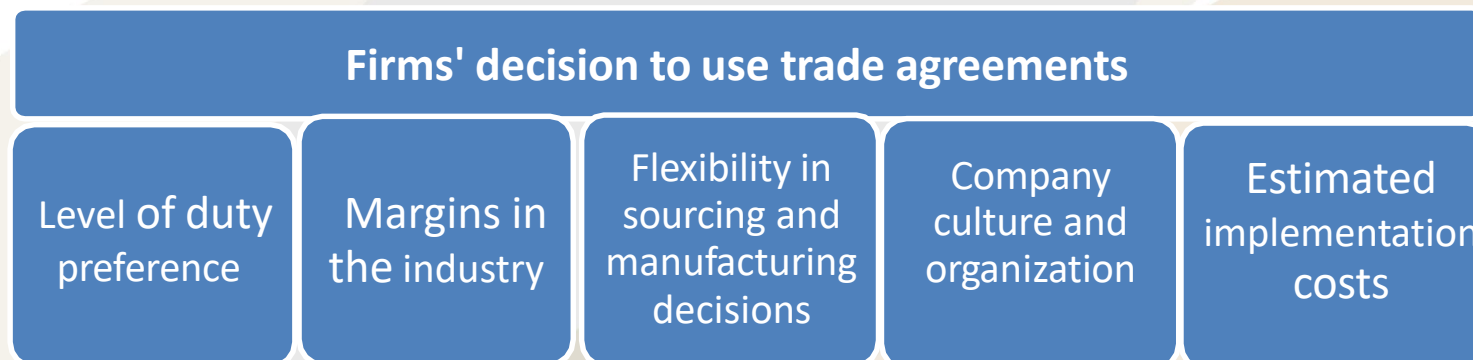 Firms' decision to use trade agreements
Level of duty
preference
Margins in
the industry
Flexibility in
sourcing and
manufacturing
decisions
Company
culture and
organization
Estimated
implementation
costs